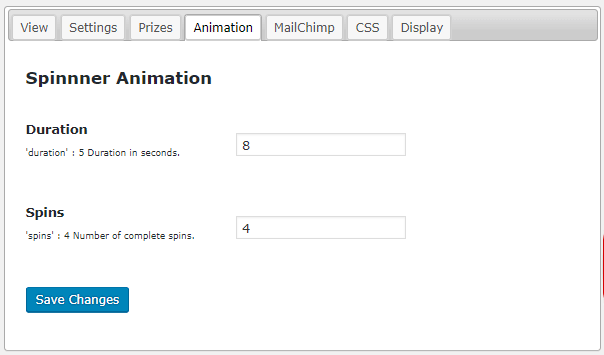 View Settings Prizes Animation MailChimp CSS Display
Spinnner Animation
Duration
'duration' : 5 Duration in seconds.
8
Spins
'spins' : 4 Number of complete spins.
4
Save Changes